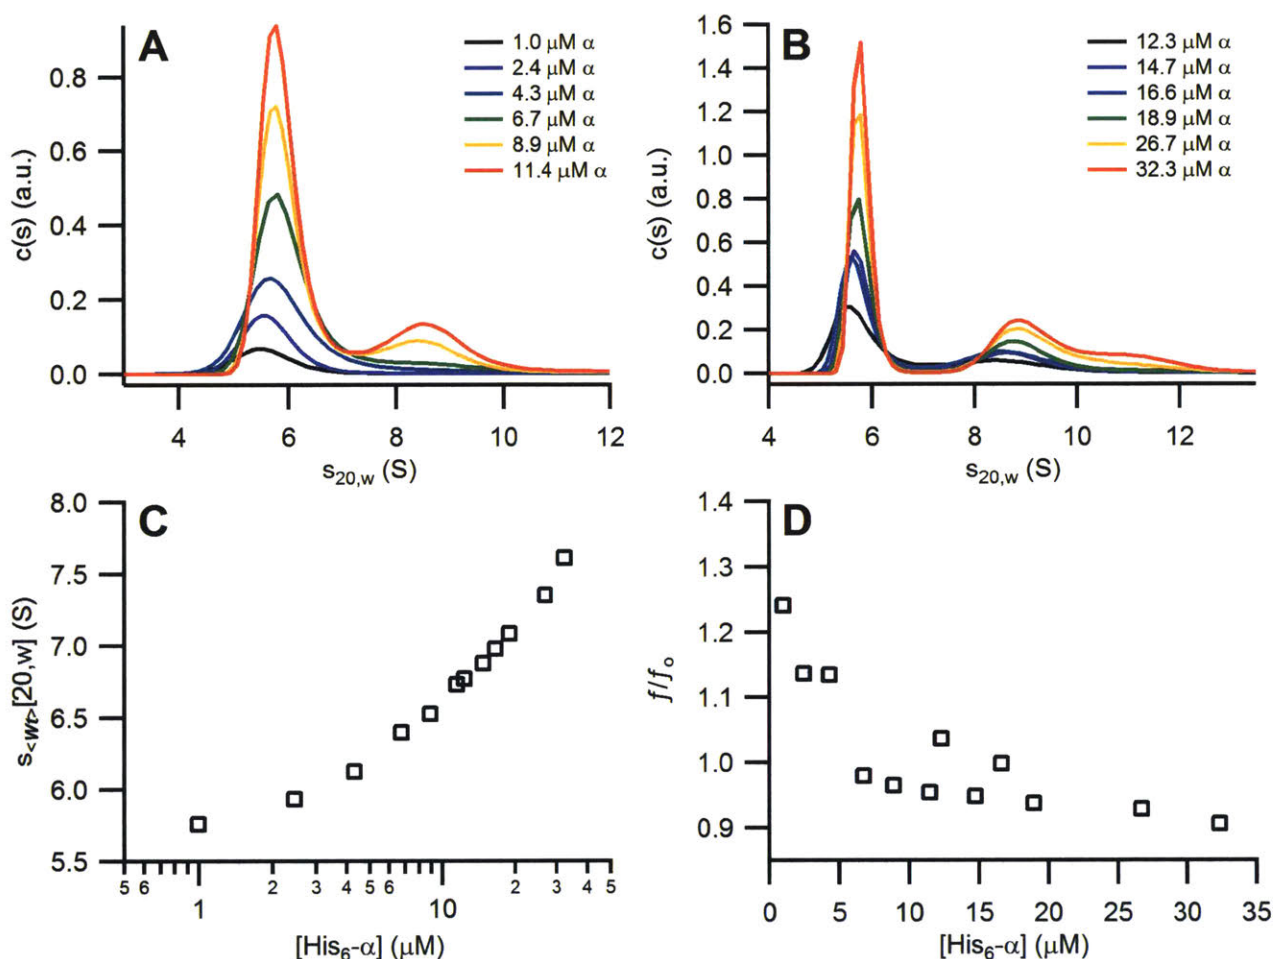 A
1.0 μM α
2.4 μM α
4.3 μM α
6.7 μM α
8.9 μM α
11.4 μM α
c(s) (a.u.)
0.8
0.6
0.4
0.2
0.0
4 6 8 10 12
s20,w (S)
B
12.3 μM α
14.7 μM α
16.6 μM α
18.9 μM α
26.7 μM α
32.3 μM α
c(s) (a.u.)
1.6
1.4
1.2
1.0
0.8
0.6
0.4
0.2
0.0
4 6 8 10 12
s20,w (S)
C
s<wt>[20,w] (S)
8.0
7.5
7.0
6.5
6.0
5.5
5 6 2 3 4 5 6 2 3 4 5
1 10
[His6-α] (μM)
D
f/fo
1.4
1.3
1.2
1.1
1.0
0.9
0 5 10 15 20 25 30 35
[His6-α] (μM)